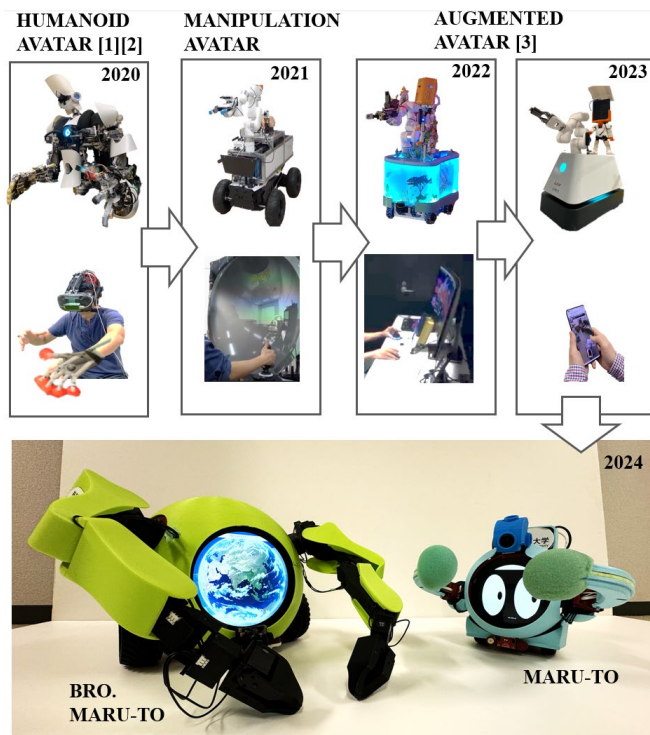 HUMANOID
AVATAR [1][2]
MANIPULATION
AVATAR
AUGMENTED
AVATAR [3]
2020
2021
2022
2023
2024
大学
BRO.
MARU-TO
MARU-TO